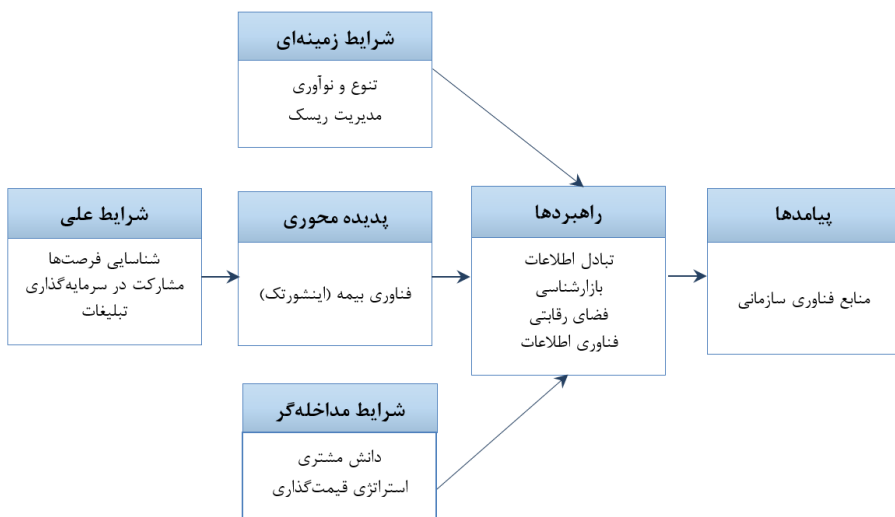 شرایط زمینه‌ای
تنوع و نوآوری
مدیریت ریسک
شرایط علی
شناسایی فرصت‌ها
مشارکت در سرمایه‌گذاری
تبلیغات
پدیده محوری
فناوری بیمه (اینشورتک)
راهبردها
تبادل اطلاعات
بازارشناسی
فضای رقابتی
فناوری اطلاعات
پیامدها
منابع فناوری سازمانی
شرایط مداخله‌گر
دانش مشتری
استراتژی قیمت‌گذاری